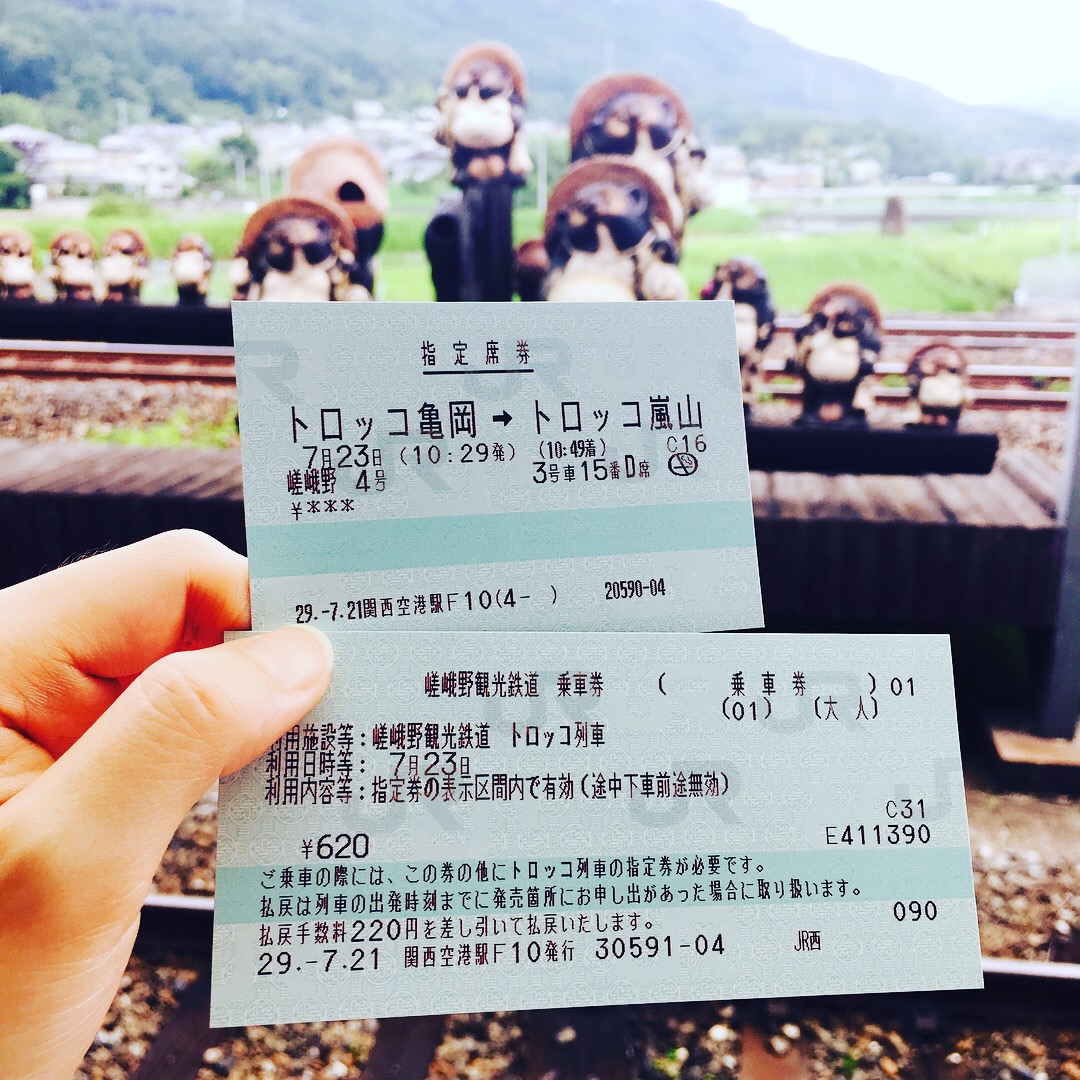 指定席券
トロッコ亀岡 ➡ トロッコ嵐山
7月23日 (10:29発) (10:49着) C16
嵯峨野 4号 3号車15番D席
¥***
29.-7.21関西空港駅F10(4- ) 20590-04
嵯峨野観光鉄道 乗車券 ( 乗車券 ) 01
(01) (大人)
利用施設等:嵯峨野観光鉄道 トロッコ列車
利用日時等: 7月23日
利用内容等:指定券の表示区間内で有効(途中下車前途無効)
C31
¥620 E411390
ご乗車の際には、この券の他にトロッコ列車の指定券が必要です。
払戻は列車の出発時刻までに発売箇所にお申し出があった場合に取り扱います。
払戻手数料220円を差し引いて払戻いたします。 090
29.-7.21 関西空港駅F10発行 30591-04 JR西